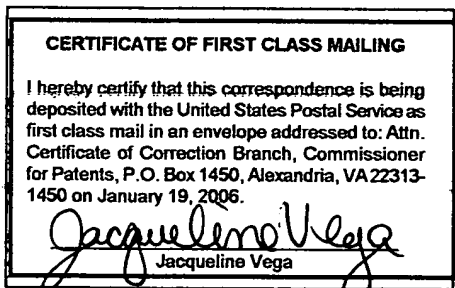 CERTIFICATE OF FIRST CLASS MAILING
I hereby certify that this correspondence is being
deposited with the United States Postal Service as
first class mail in an envelope addressed to: Attn.
Certificate of Correction Branch, Commissioner
for Patents, P.O. Box 1450, Alexandria, VA 22313-
1450 on January 19, 2006.
Jacqueline Vega
Jacqueline Vega